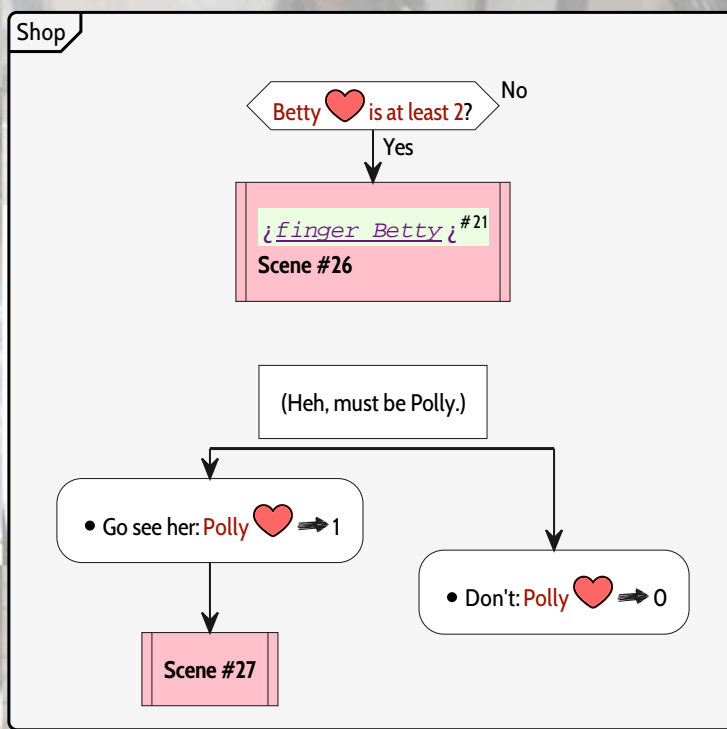 Shop
Betty ❤ is at least 2?
No
Yes
¿finger Betty¿#21
Scene #26
(Heh, must be Polly.)
• Go see her: Polly ❤ ➡ 1
• Don't: Polly ❤ ➡ 0
Scene #27